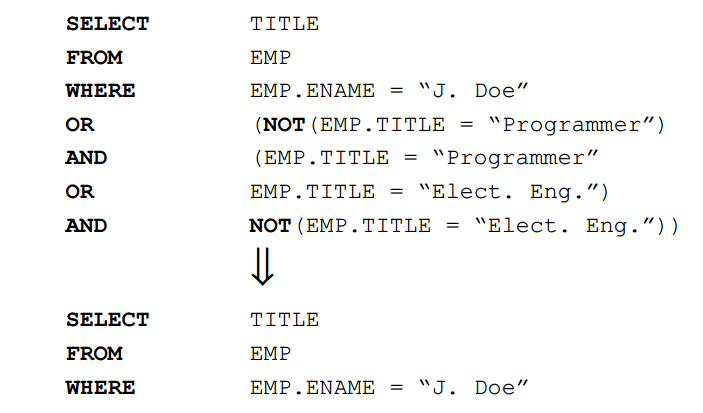 SELECT TITLE
FROM EMP
WHERE EMP.ENAME = “J. Doe”
OR (NOT(EMP.TITLE = “Programmer”)
AND (EMP.TITLE = “Programmer”
OR EMP.TITLE = “Elect. Eng.”)
AND NOT(EMP.TITLE = “Elect. Eng.”))
⇓
SELECT TITLE
FROM EMP
WHERE EMP.ENAME = “J. Doe”